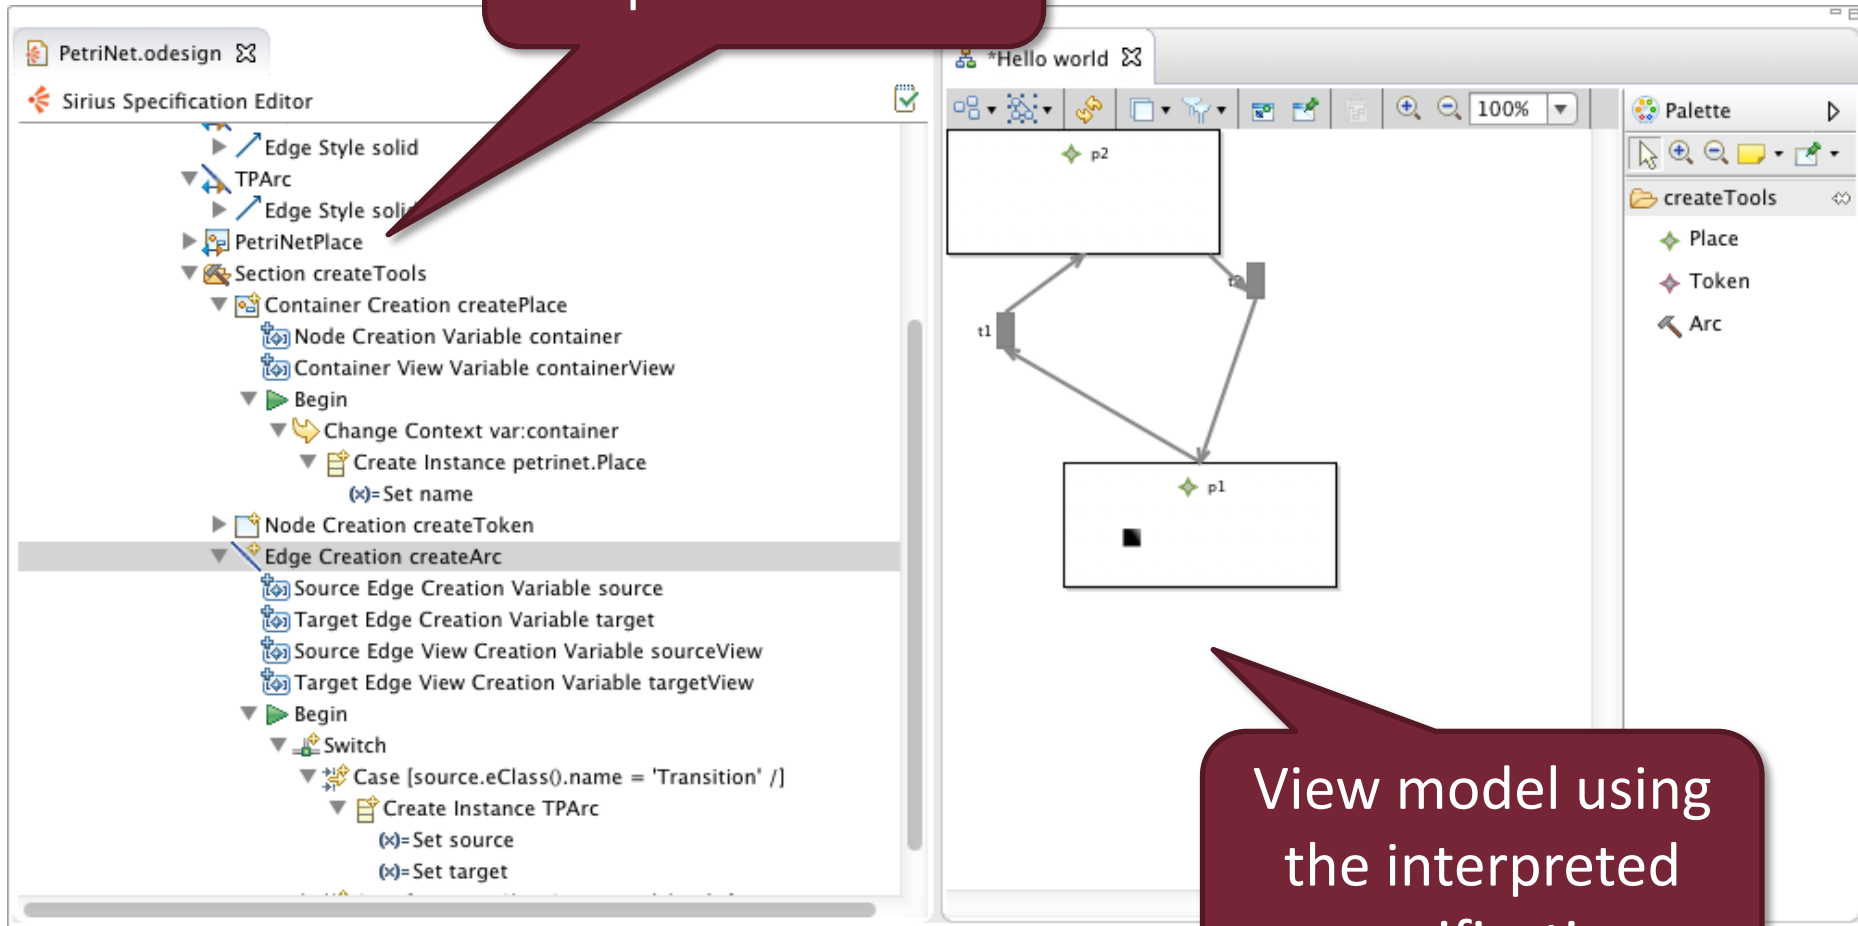 PetriNet.odesign
Sirius Specification Editor
Edge Style solid
TPArc
Edge Style solid
PetriNetPlace
Section createTools
Container Creation createPlace
Node Creation Variable container
Container View Variable containerView
Begin
Change Context var:container
Create Instance petrinet.Place
(x)= Set name
Node Creation createToken
Edge Creation createArc
Source Edge Creation Variable source
Target Edge Creation Variable target
Source Edge View Creation Variable sourceView
Target Edge View Creation Variable targetView
Begin
Switch
Case [source.eClass().name = 'Transition' /]
Create Instance TPArc
(x)= Set source
(x)= Set target
*Hello world
100%
p2
t1
p1
Palette
createTools
Place
Token
Arc
View model using
the interpreted